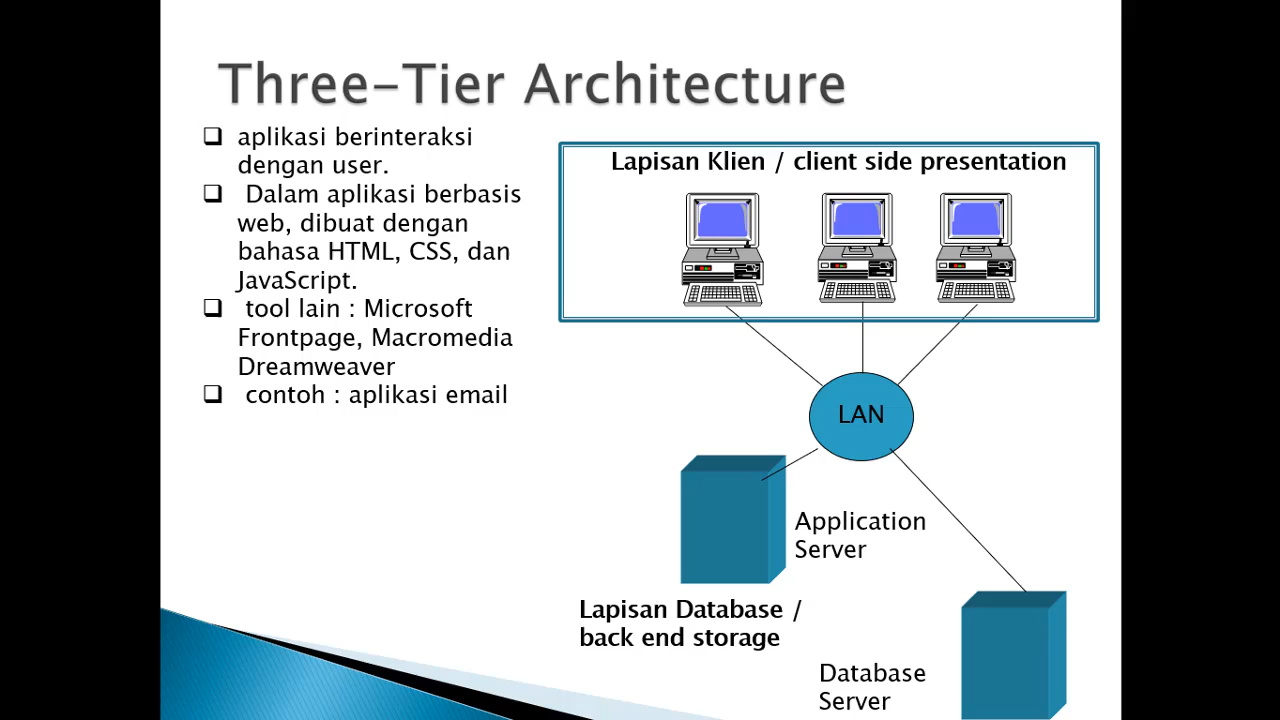 Three-Tier Architecture
❑ aplikasi berinteraksi
dengan user.
❑ Dalam aplikasi berbasis
web, dibuat dengan
bahasa HTML, CSS, dan
JavaScript.
❑ tool lain : Microsoft
Frontpage, Macromedia
Dreamweaver
❑ contoh : aplikasi email
Lapisan Klien / client side presentation
LAN
Application
Server
Lapisan Database /
back end storage
Database
Server